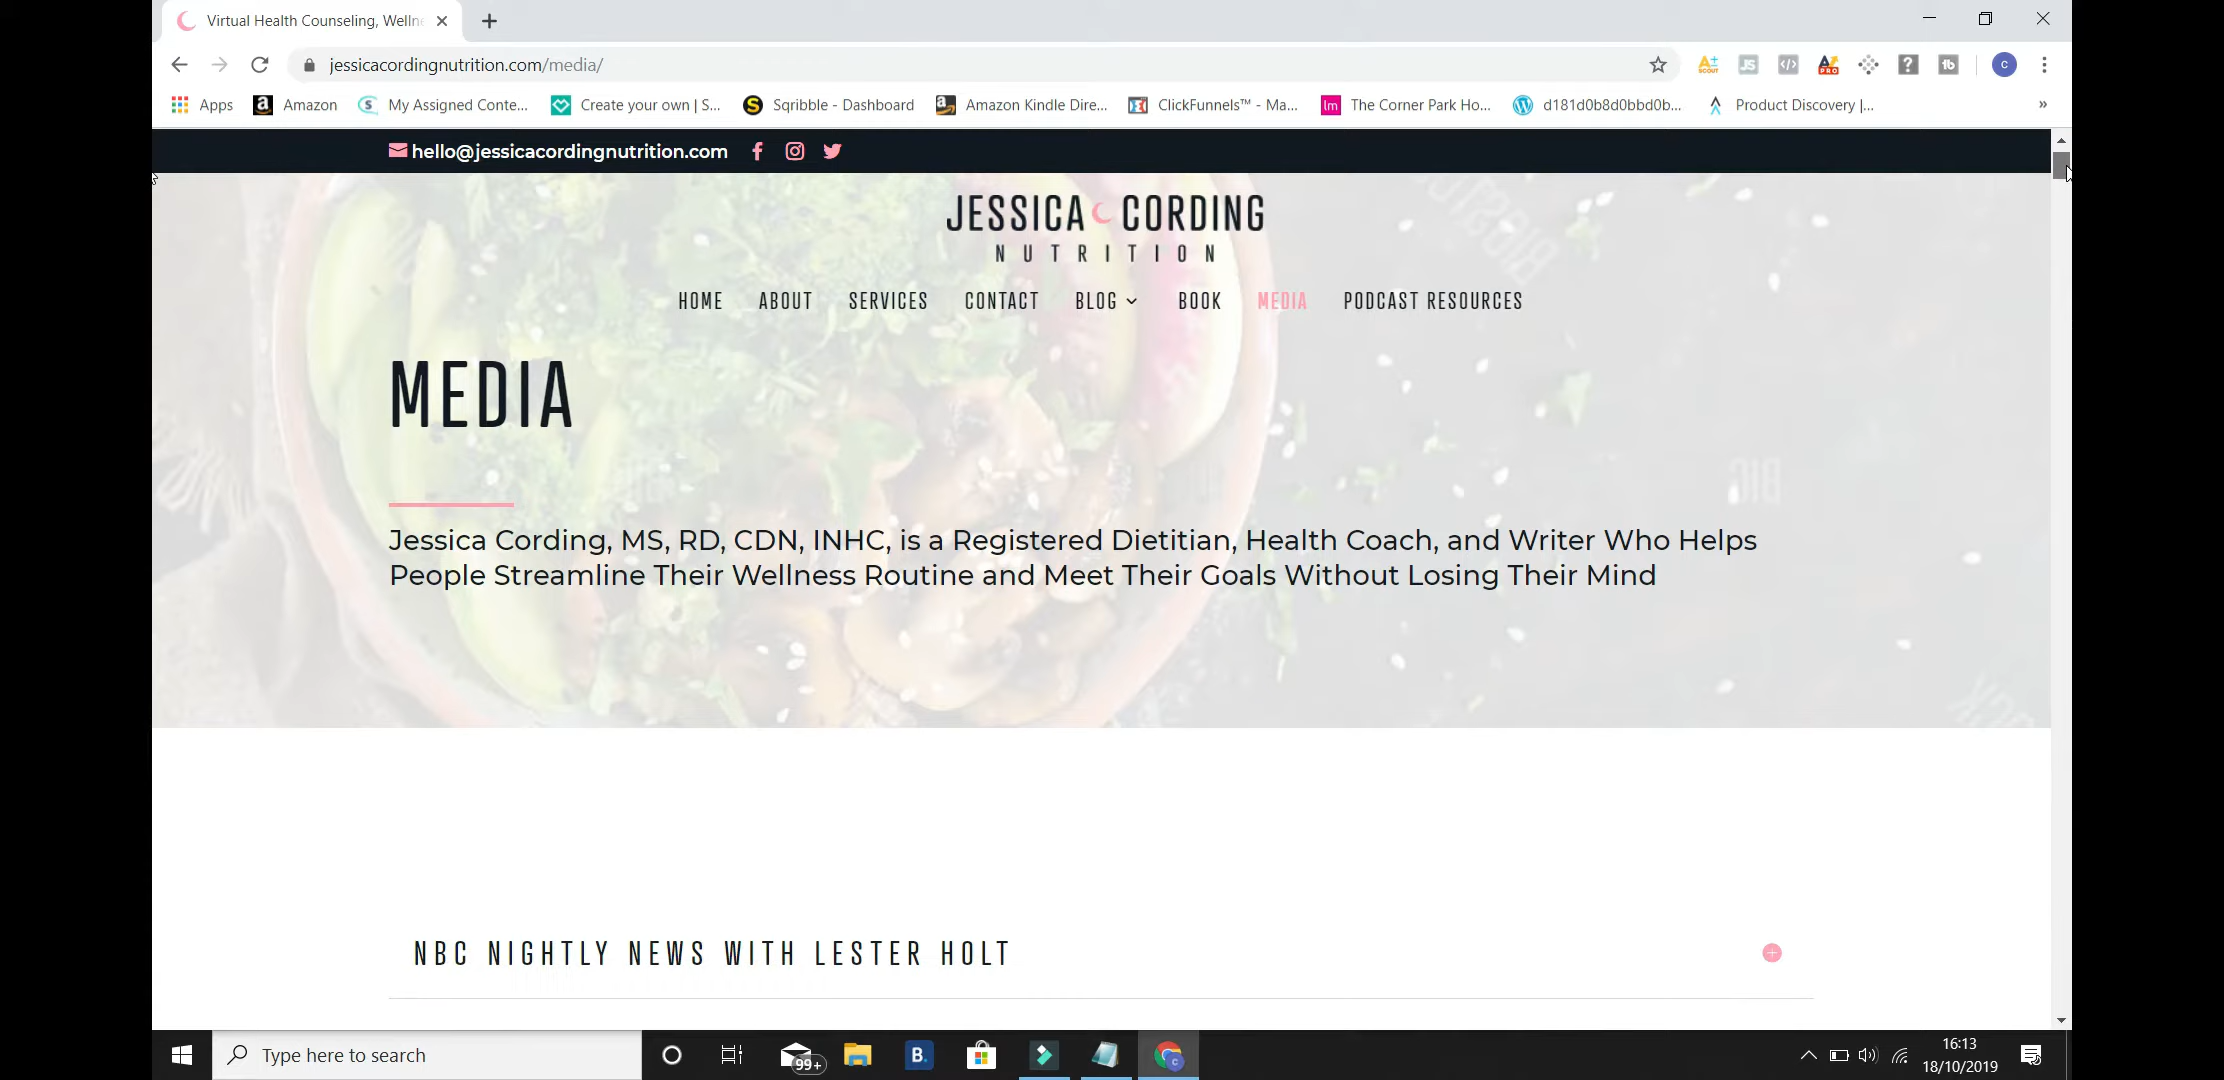 Virtual Health Counseling, Welln
jessicacordingnutrition.com/media/
Apps
Amazon
My Assigned Conte...
Create your own | S...
Sqribble - Dashboard
Amazon Kindle Dire...
ClickFunnels™ - Ma...
The Corner Park Ho...
d181d0b8d0bbd0b...
Product Discovery |...
hello@jessicacordingnutrition.com
JESSICA CORDING
NUTRITION
HOME ABOUT SERVICES CONTACT BLOG BOOK MEDIA PODCAST RESOURCES
MEDIA
Jessica Cording, MS, RD, CDN, INHC, is a Registered Dietitian, Health Coach, and Writer Who Helps
People Streamline Their Wellness Routine and Meet Their Goals Without Losing Their Mind
NBC NIGHTLY NEWS WITH LESTER HOLT
Type here to search
99+
B.
16:13
18/10/2019